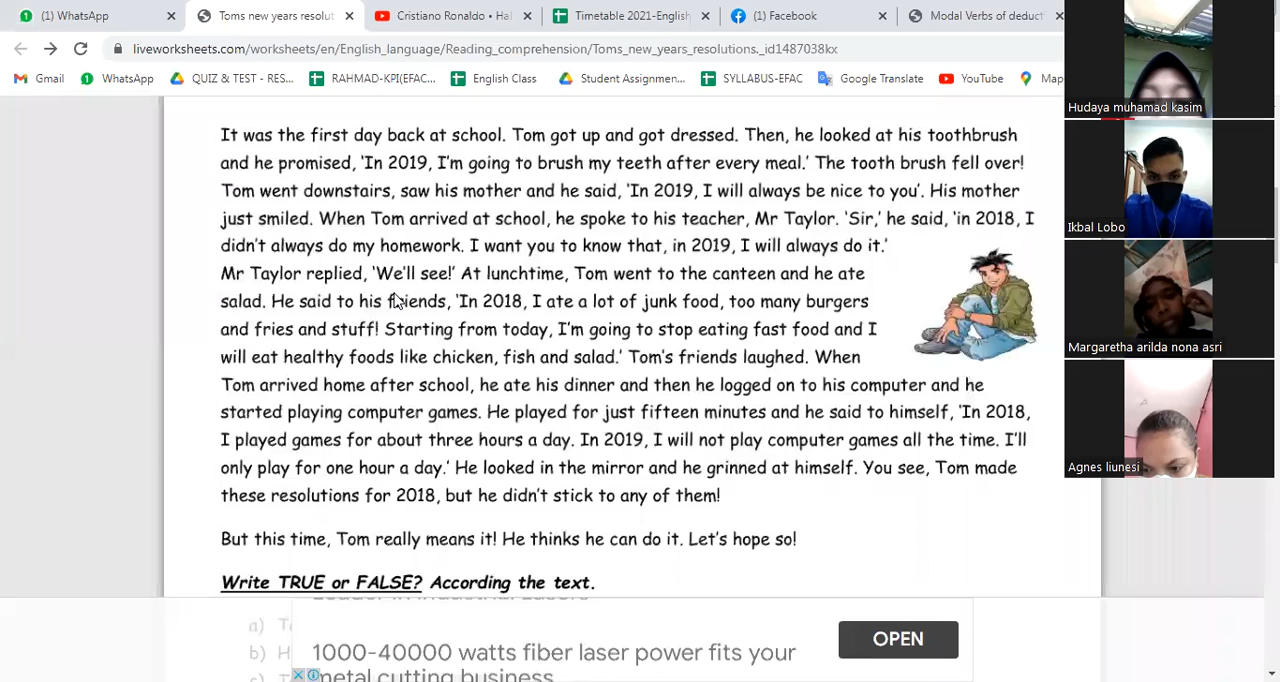 (1) WhatsApp
Toms new years resolut
Cristiano Ronaldo • His
Timetable 2021-English
(1) Facebook
Modal Verbs of deduct
liveworksheets.com/worksheets/en/English_language/Reading_comprehension/Toms_new_years_resolutions._id1487038kx
Gmail
WhatsApp
QUIZ & TEST - RES...
RAHMAD-KPI(EFAC...
English Class
Student Assignmen...
SYLLABUS-EFAC
Google Translate
YouTube
Map
It was the first day back at school. Tom got up and got dressed. Then, he looked at his toothbrush
and he promised, 'In 2019, I'm going to brush my teeth after every meal.' The tooth brush fell over!
Tom went downstairs, saw his mother and he said, 'In 2019, I will always be nice to you'. His mother
just smiled. When Tom arrived at school, he spoke to his teacher, Mr Taylor. 'Sir,' he said, 'in 2018, I
didn't always do my homework. I want you to know that, in 2019, I will always do it.'
Mr Taylor replied, 'We'll see!' At lunchtime, Tom went to the canteen and he ate
salad. He said to his friends, 'In 2018, I ate a lot of junk food, too many burgers
and fries and stuff! Starting from today, I'm going to stop eating fast food and I
will eat healthy foods like chicken, fish and salad.' Tom's friends laughed. When
Tom arrived home after school, he ate his dinner and then he logged on to his computer and he
started playing computer games. He played for just fifteen minutes and he said to himself, 'In 2018,
I played games for about three hours a day. In 2019, I will not play computer games all the time. I'll
only play for one hour a day.' He looked in the mirror and he grinned at himself. You see, Tom made
these resolutions for 2018, but he didn't stick to any of them!
But this time, Tom really means it! He thinks he can do it. Let's hope so!
Write TRUE or FALSE? According the text.
a) T
b) H
1000-40000 watts fiber laser power fits your
metal cutting business
OPEN
Hudaya muhamad kasim
Ikbal Lobo
Margaretha arilda nona asri
Agnes liunesi